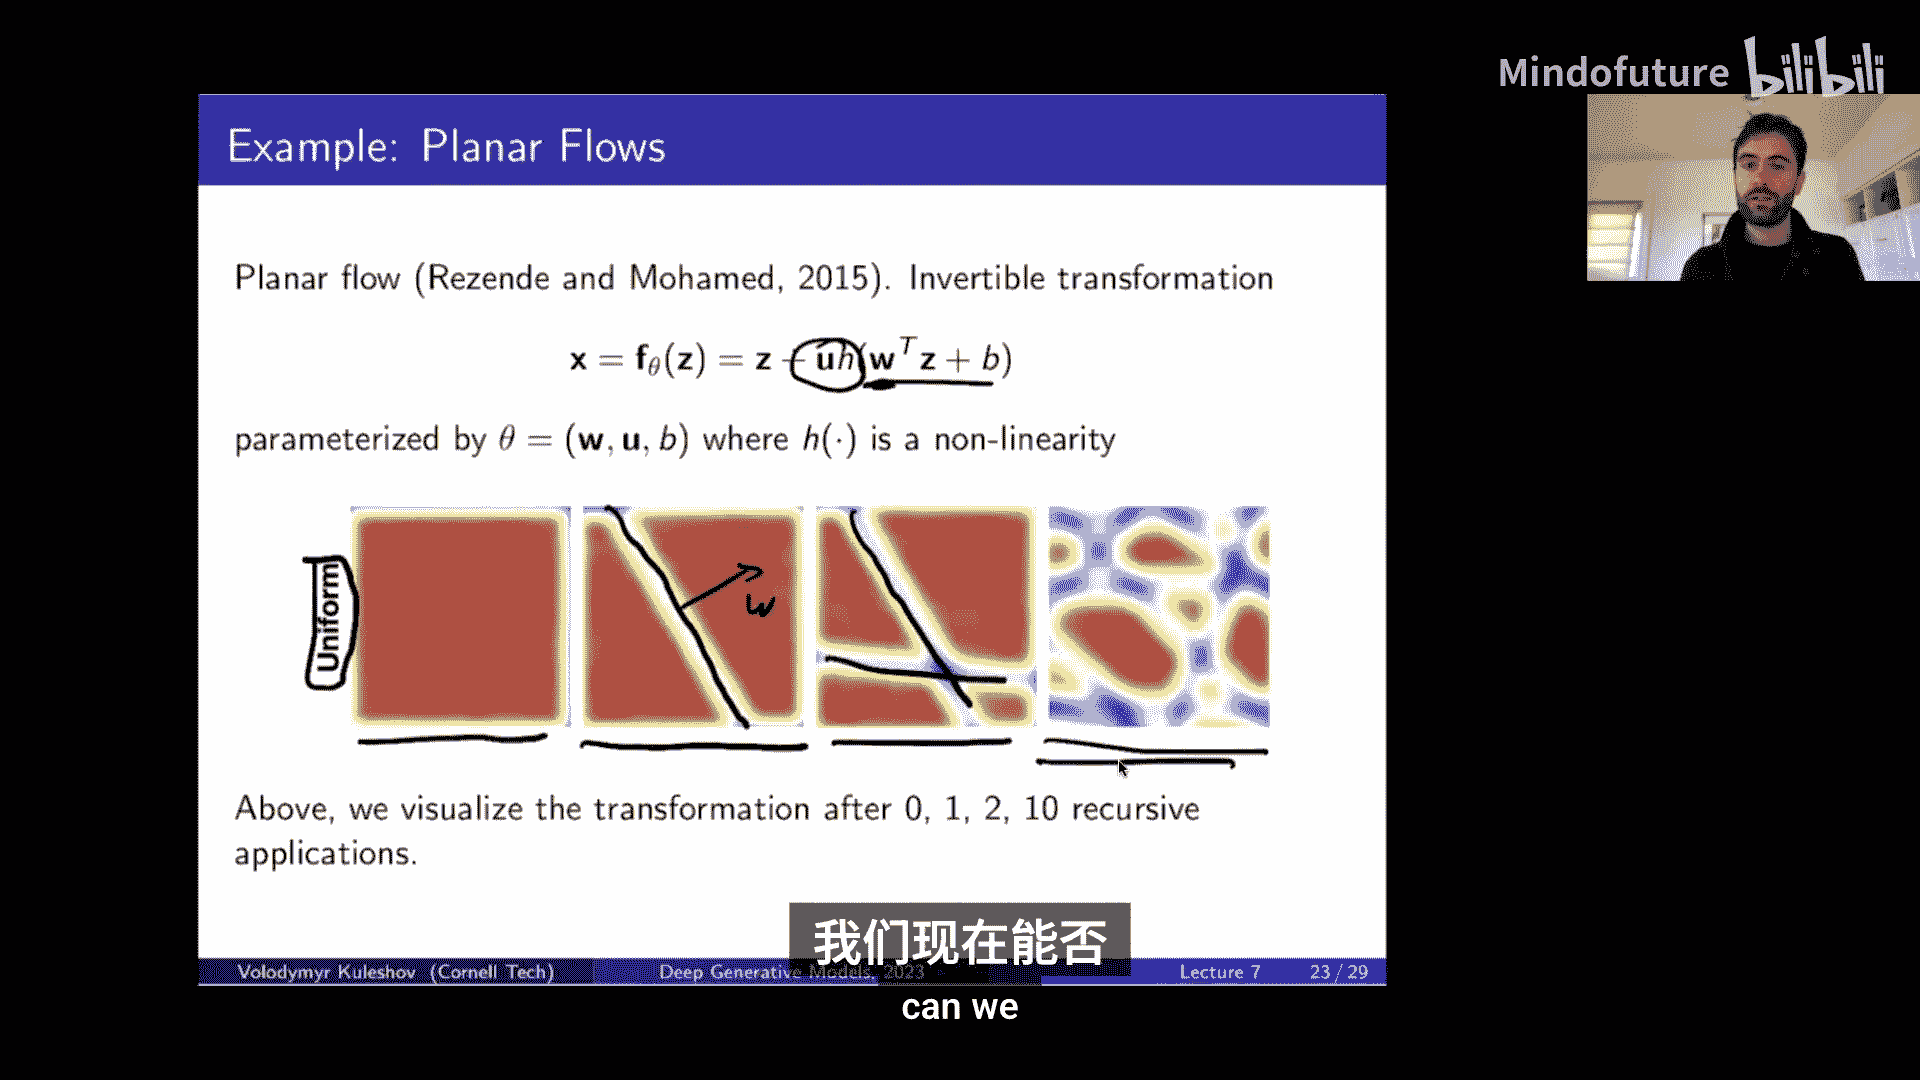 Mindofuture bilibili
Example: Planar Flows
Planar flow (Rezende and Mohamed, 2015). Invertible transformation
x = f_θ(z) = z + uh(w^T z + b)
parameterized by θ = (w, u, b) where h(·) is a non-linearity
Uniform
w
Above, we visualize the transformation after 0, 1, 2, 10 recursive
applications.
我们现在能否
Volodymyr Kuleshov (Cornell Tech) Deep Generative Models, 2023 Lecture 7 23 / 29
can we